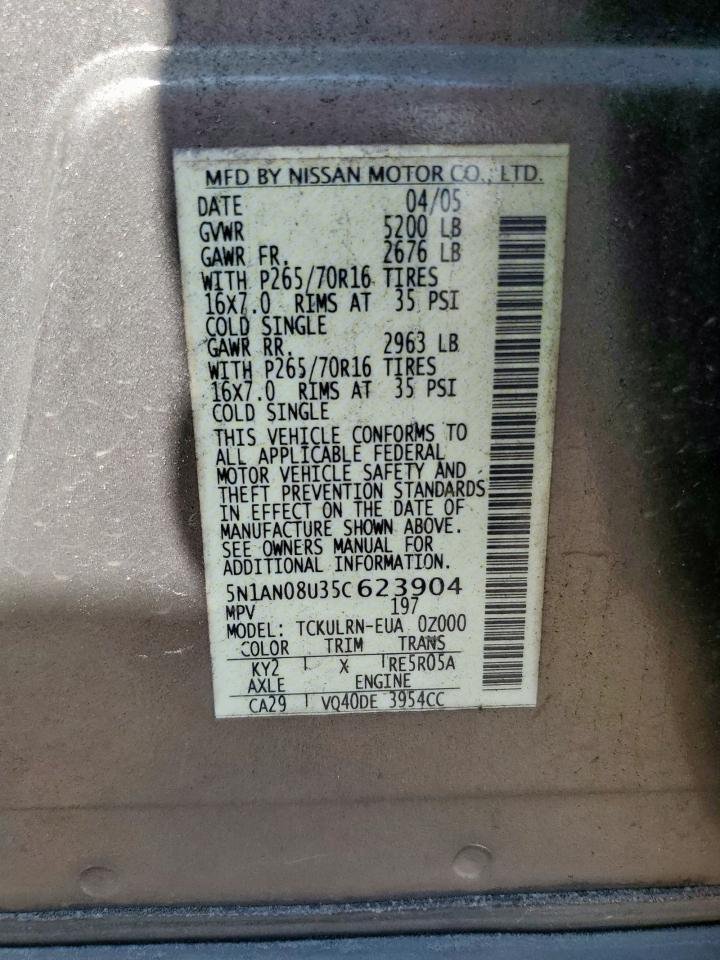 MFD BY NISSAN MOTOR CO., LTD.
DATE 04/05
GVWR 5200 LB
GAWR FR. 2676 LB
WITH P265/70R16 TIRES
16X7.0 RIMS AT 35 PSI
COLD SINGLE
GAWR RR. 2963 LB
WITH P265/70R16 TIRES
16X7.0 RIMS AT 35 PSI
COLD SINGLE
THIS VEHICLE CONFORMS TO
ALL APPLICABLE FEDERAL
MOTOR VEHICLE SAFETY AND
THEFT PREVENTION STANDARDS
IN EFFECT ON THE DATE OF
MANUFACTURE SHOWN ABOVE.
SEE OWNERS MANUAL FOR
ADDITIONAL INFORMATION.
5N1AN08U35C623904
MPV 197
MODEL: TCKULRN-EUA 0Z000
COLOR TRIM TRANS
KY2 X RE5R05A
AXLE ENGINE
CA29 VQ40DE 3954CC